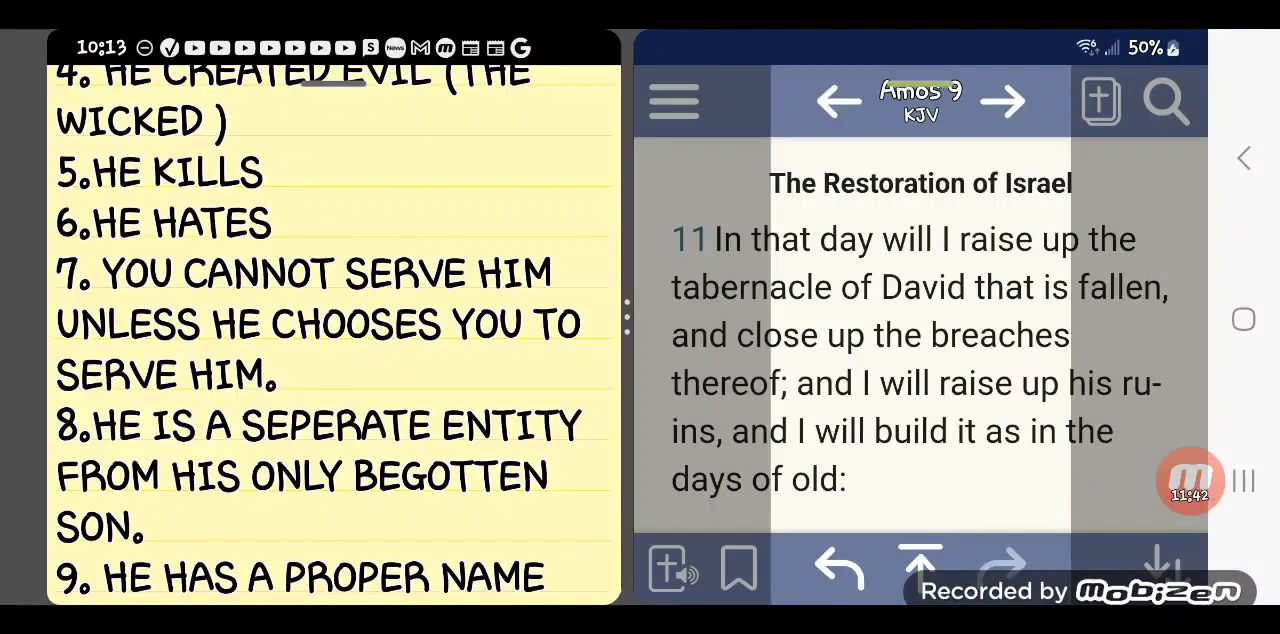 10:13
S
News
M
m
G
4. HE CREATED EVIL (THE
WICKED )
5.HE KILLS
6.HE HATES
7. YOU CANNOT SERVE HIM
UNLESS HE CHOOSES YOU TO
SERVE HIM.
8.HE IS A SEPERATE ENTITY
FROM HIS ONLY BEGOTTEN
SON.
9. HE HAS A PROPER NAME
6
50%
Amos 9
KJV
The Restoration of Israel
11 In that day will I raise up the
tabernacle of David that is fallen,
and close up the breaches
thereof; and I will raise up his ru-
ins, and I will build it as in the
days of old:
m
11:42
Recorded by Mobizen